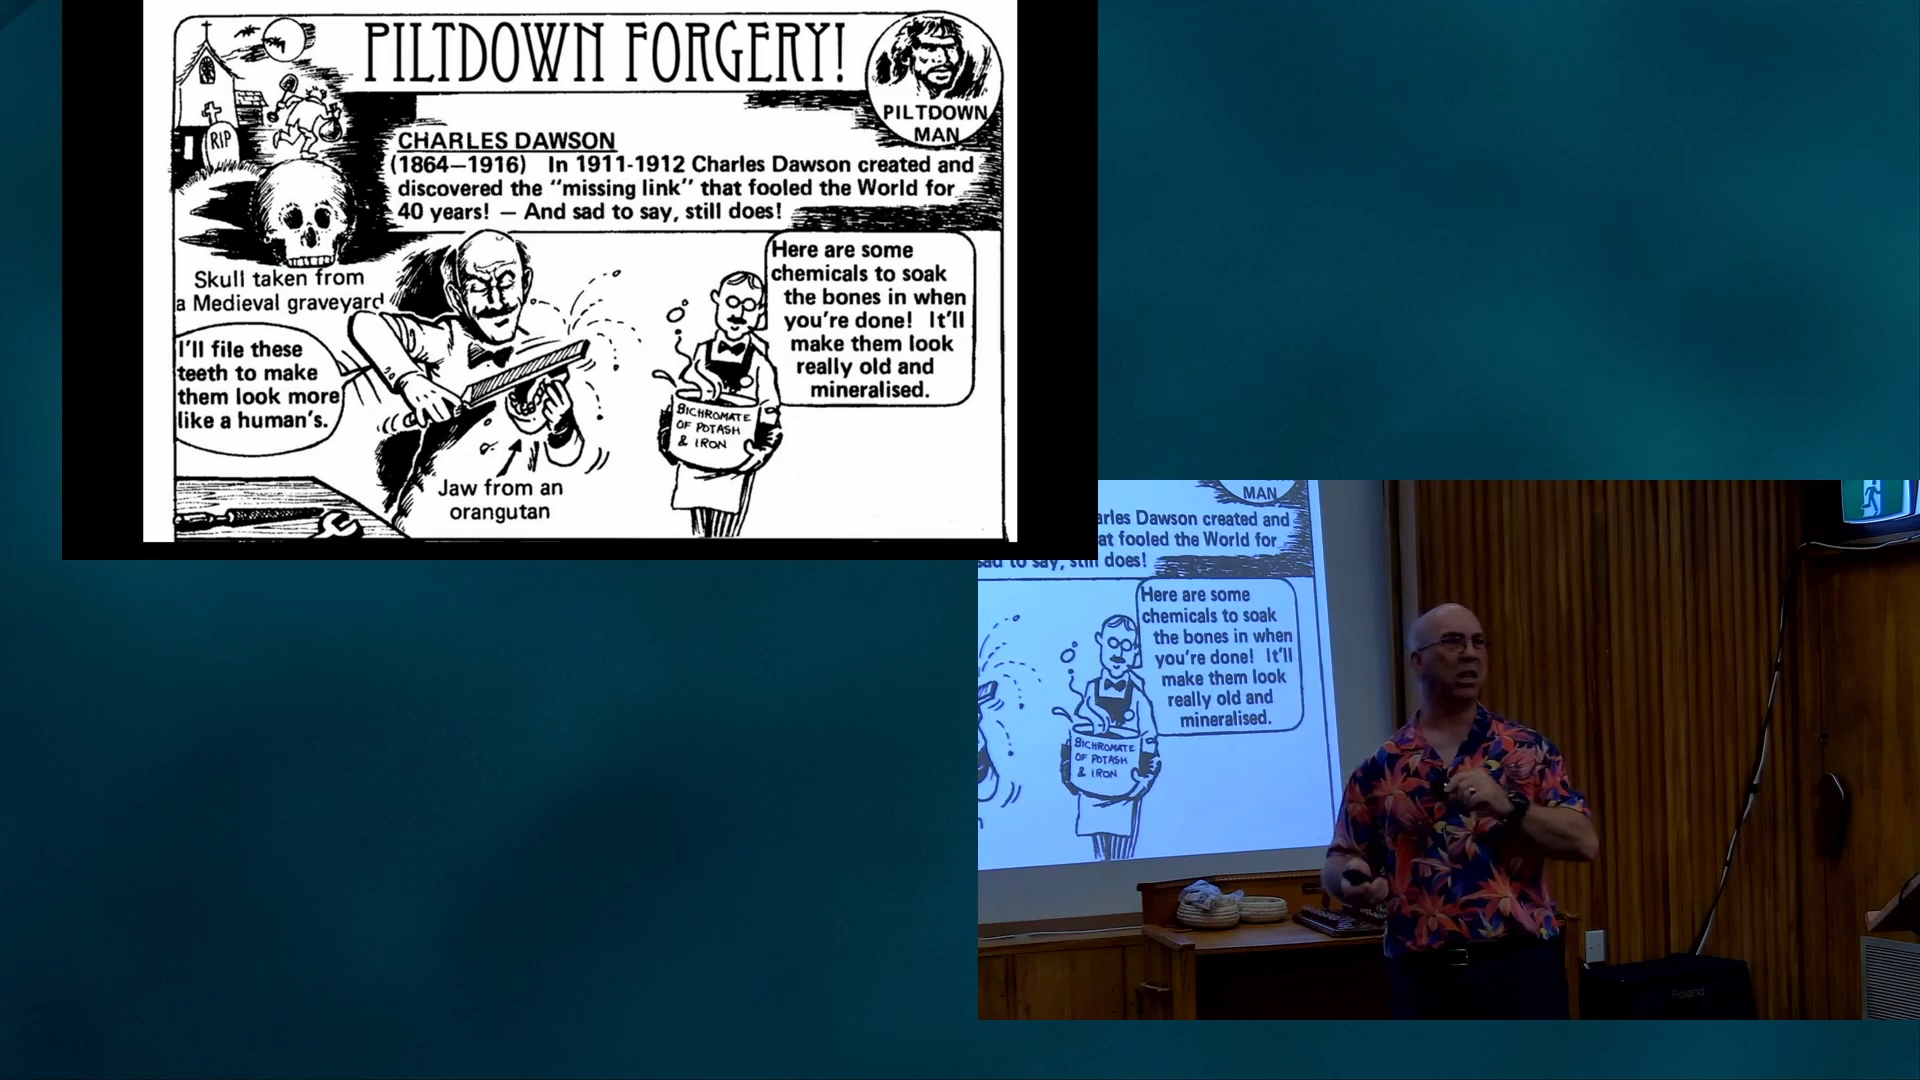 PILTDOWN FORGERY!
PILTDOWN
MAN
RIP
CHARLES DAWSON
(1864—1916) In 1911-1912 Charles Dawson created and
discovered the "missing link" that fooled the World for
40 years! — And sad to say, still does!
Skull taken from
a Medieval graveyard
I'll file these
teeth to make
them look more
like a human's.
Here are some
chemicals to soak
the bones in when
you're done! It'll
make them look
really old and
mineralised.
BICHROMATE
OF POTASH
& IRON
Jaw from an
orangutan
MAN
arles Dawson created and
at fooled the World for
sad to say, still does!
Here are some
chemicals to soak
the bones in when
you're done! It'll
make them look
really old and
mineralised.
BICHROMATE
OF POTASH
& IRON
Roland